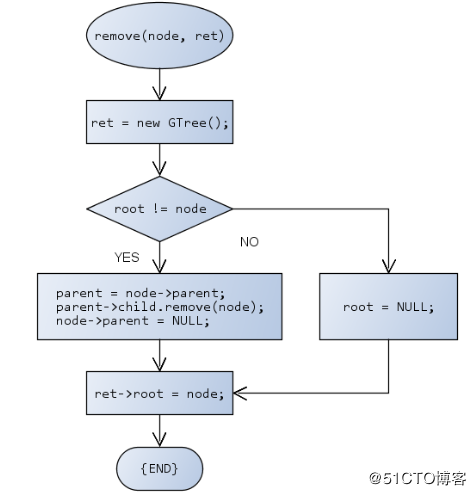 remove(node, ret)
ret = new GTree();
root != node
NO
YES
parent = node->parent;
parent->child.remove(node);
node->parent = NULL;
root = NULL;
ret->root = node;
{END}
@51CTO博客